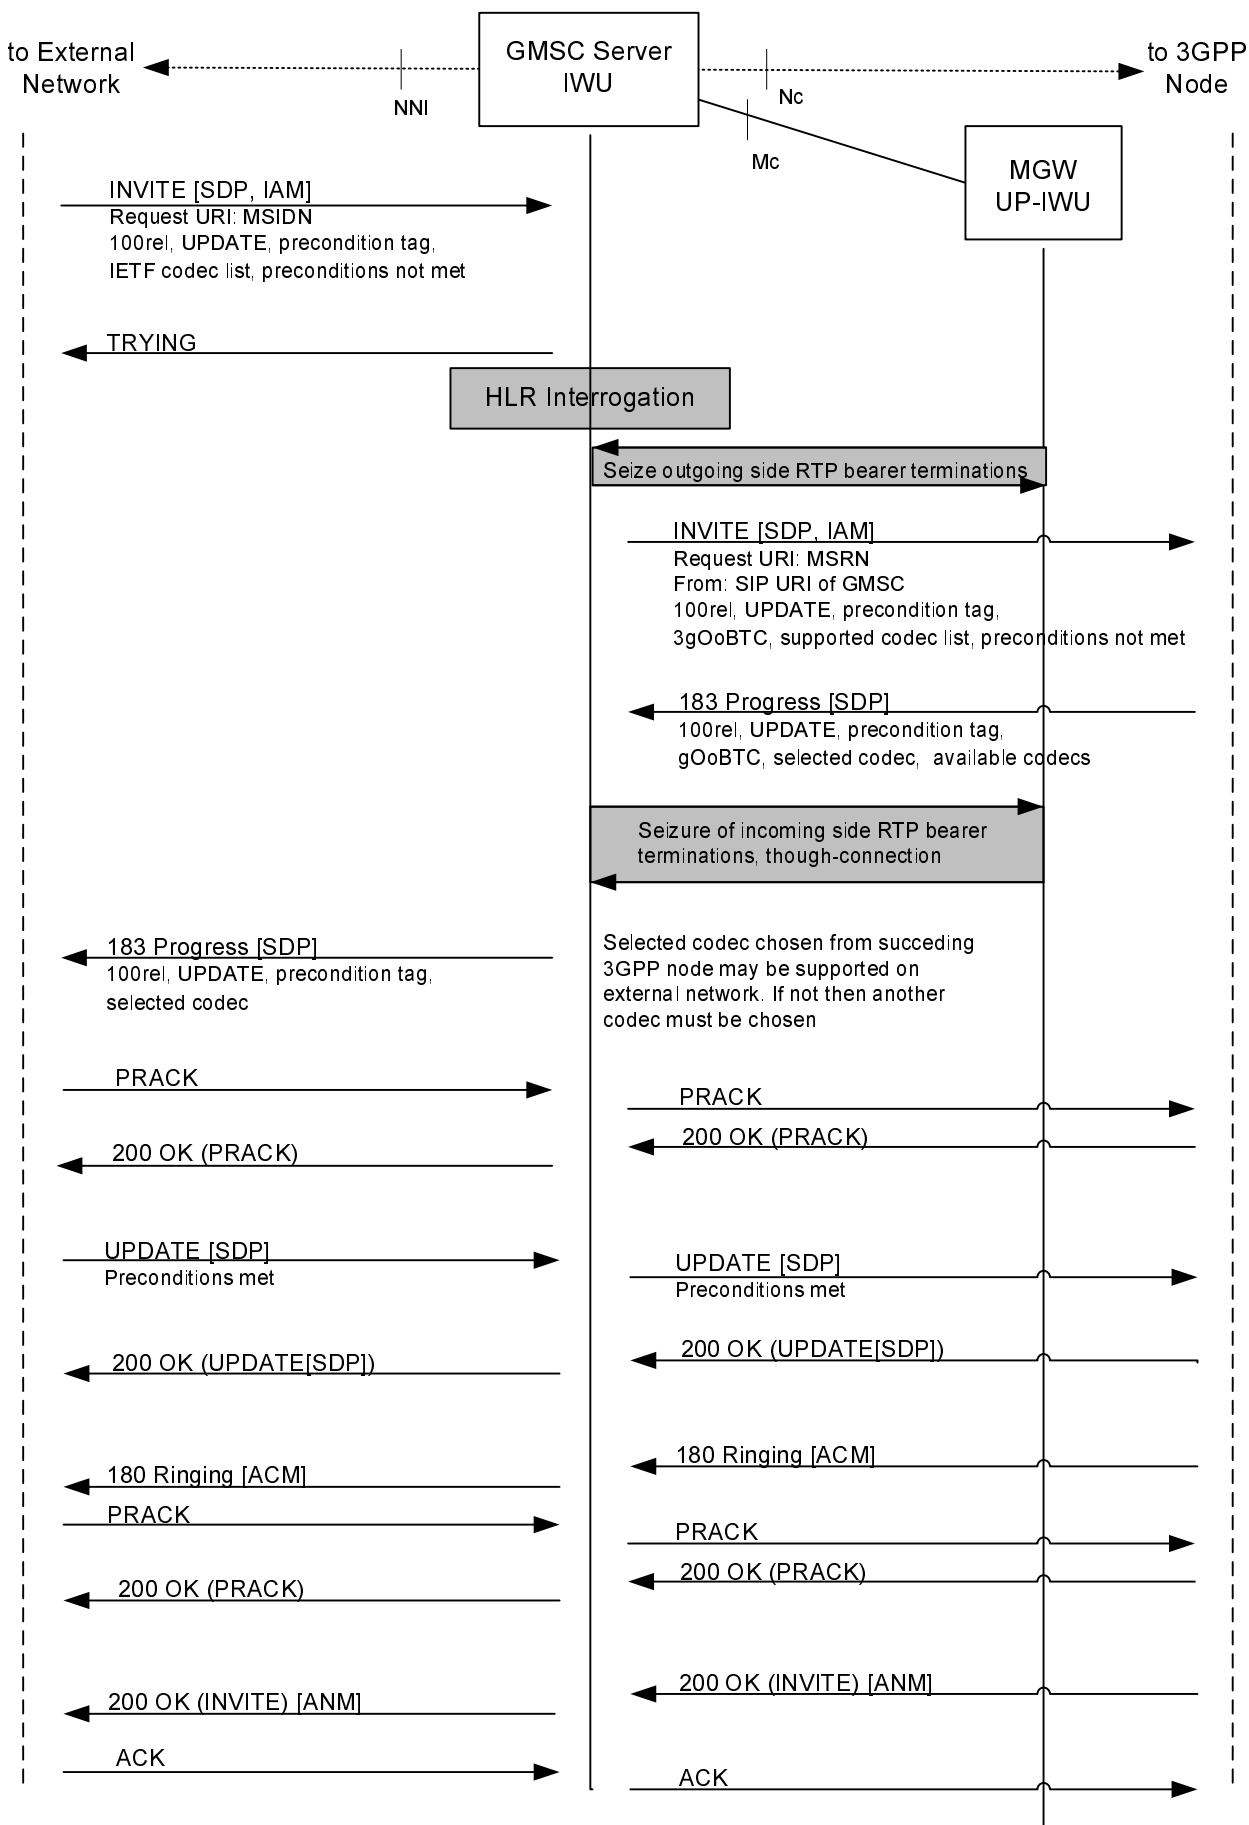 to External
Network
GMSC Server
IWU
to 3GPP
Node
NNI
Nc
Mc
MGW
UP-IWU
INVITE [SDP, IAM]
Request URI: MSIDN
100rel, UPDATE, precondition tag,
IETF codec list, preconditions not met
TRYING
HLR Interrogation
Seize outgoing side RTP bearer terminations
INVITE [SDP, IAM]
Request URI: MSRN
From: SIP URI of GMSC
100rel, UPDATE, precondition tag,
3gOoBTC, supported codec list, preconditions not met
183 Progress [SDP]
100rel, UPDATE, precondition tag,
gOoBTC, selected codec, available codecs
Seizure of incoming side RTP bearer
terminations, though-connection
183 Progress [SDP]
100rel, UPDATE, precondition tag,
selected codec
Selected codec chosen from succeding
3GPP node may be supported on
external network. If not then another
codec must be chosen
PRACK
PRACK
200 OK (PRACK)
200 OK (PRACK)
UPDATE [SDP]
Preconditions met
UPDATE [SDP]
Preconditions met
200 OK (UPDATE[SDP])
200 OK (UPDATE[SDP])
180 Ringing [ACM]
180 Ringing [ACM]
PRACK
PRACK
200 OK (PRACK)
200 OK (PRACK)
200 OK (INVITE) [ANM]
200 OK (INVITE) [ANM]
ACK
ACK